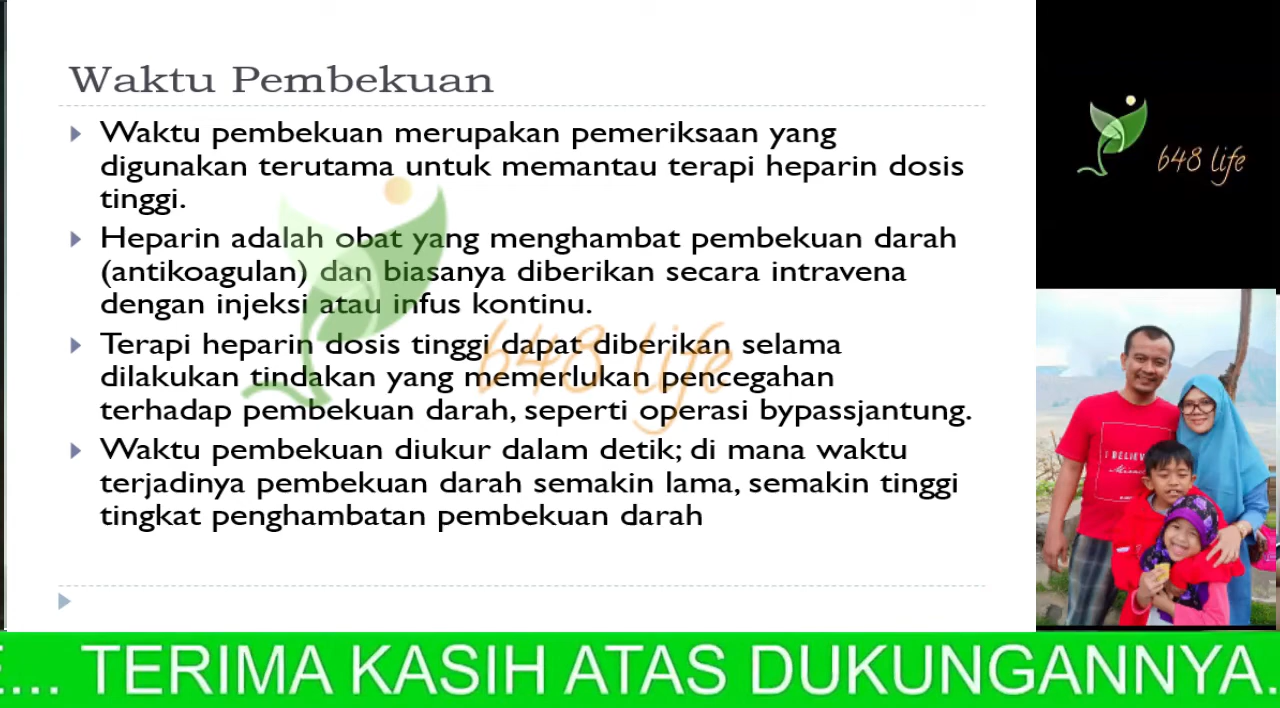 Waktu Pembekuan
Waktu pembekuan merupakan pemeriksaan yang
digunakan terutama untuk memantau terapi heparin dosis
tinggi.
Heparin adalah obat yang menghambat pembekuan darah
(antikoagulan) dan biasanya diberikan secara intravena
dengan injeksi atau infus kontinu.
Terapi heparin dosis tinggi dapat diberikan selama
dilakukan tindakan yang memerlukan pencegahan
terhadap pembekuan darah, seperti operasi bypassjantung.
Waktu pembekuan diukur dalam detik; di mana waktu
terjadinya pembekuan darah semakin lama, semakin tinggi
tingkat penghambatan pembekuan darah
648 life
648 life
I BELIEV
... TERIMA KASIH ATAS DUKUNGANNYA.